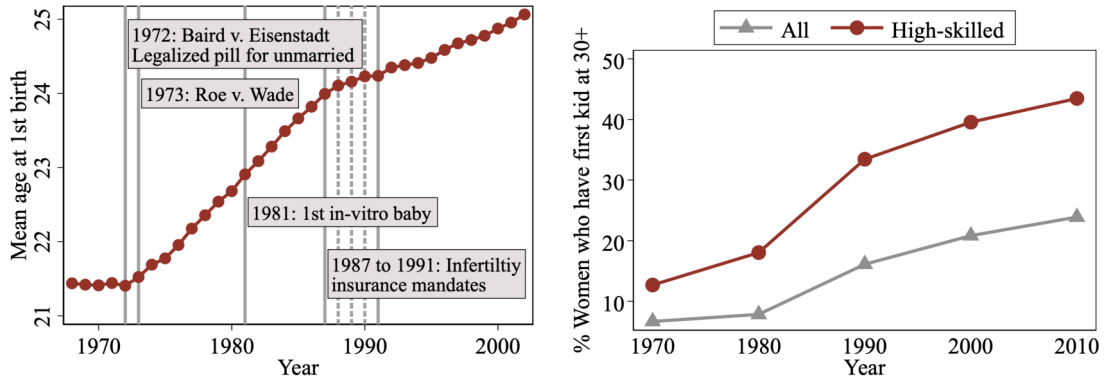 25
24
23
22
21
Mean age at 1st birth
1972: Baird v. Eisenstadt
Legalized pill for unmarried
1973: Roe v. Wade
1981: 1st in-vitro baby
1987 to 1991: Infertiltiy
insurance mandates
1970 1980 1990 2000
Year
All High-skilled
% Women who have first kid at 30+
50
40
30
20
10
1970 1980 1990 2000 2010
Year